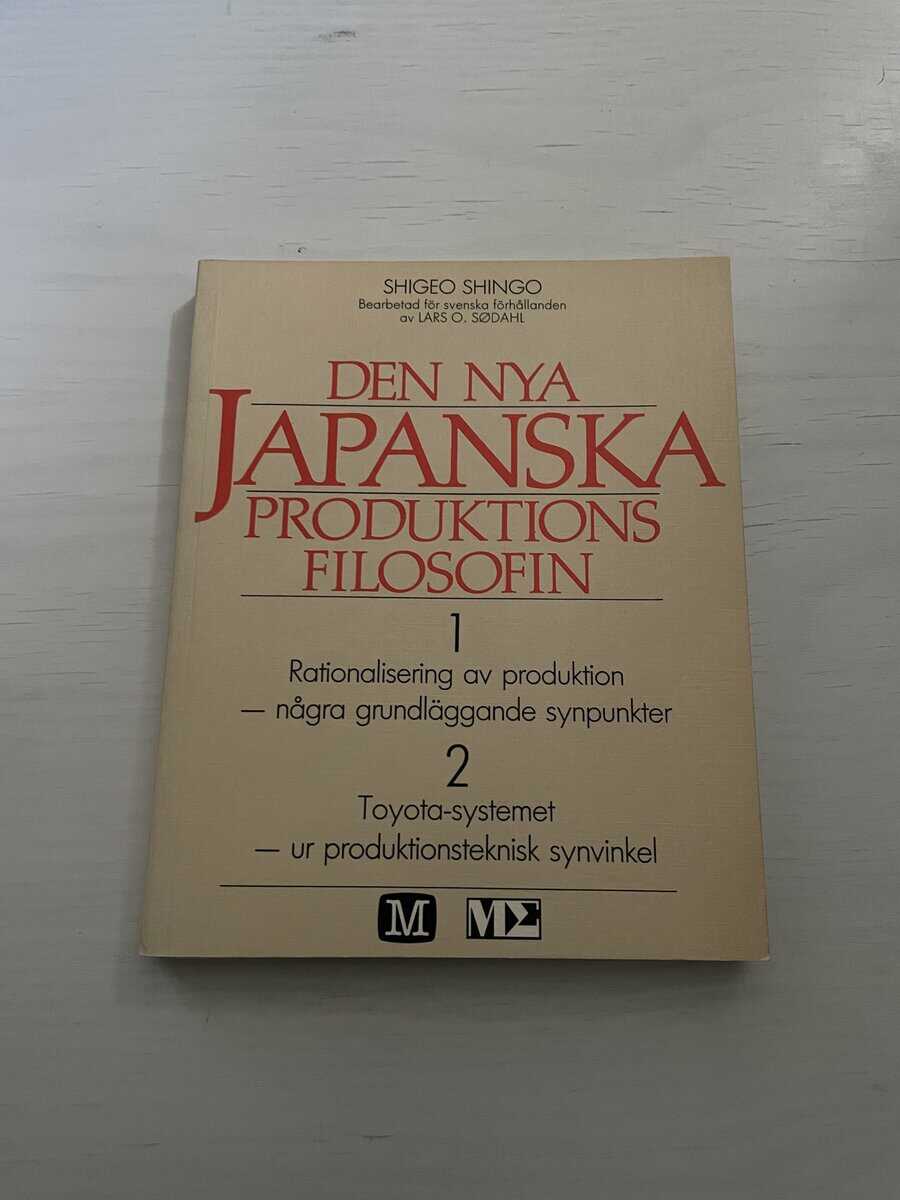 SHIGEO SHINGO
Bearbetad för svenska förhållanden
av LARS O. SØDAHL
DEN NYA
JAPANSKA
PRODUKTIONS
FILOSOFIN
1
Rationalisering av produktion
— några grundläggande synpunkter
2
Toyota-systemet
— ur produktionsteknisk synvinkel
M MΣ